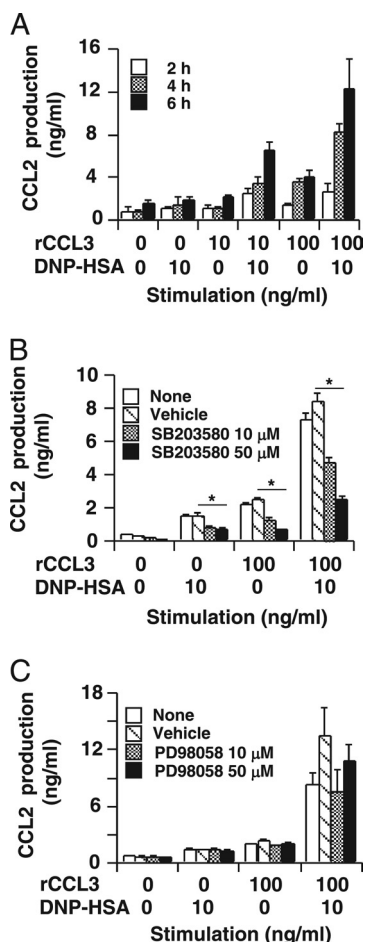 A
CCL2 production
(ng/ml)
16
12
8
4
0
2 h
4 h
6 h
rCCL3 0 0 10 10 100 100
DNP-HSA 0 10 0 10 0 10
Stimulation (ng/ml)
B
CCL2 production
(ng/ml)
10
8
6
4
2
0
None
Vehicle
SB203580 10 μM
SB203580 50 μM
*
*
*
rCCL3 0 0 100 100
DNP-HSA 0 10 0 10
Stimulation (ng/ml)
C
CCL2 production
(ng/ml)
18
12
6
0
None
Vehicle
PD98058 10 μM
PD98058 50 μM
rCCL3 0 0 100 100
DNP-HSA 0 10 0 10
Stimulation (ng/ml)